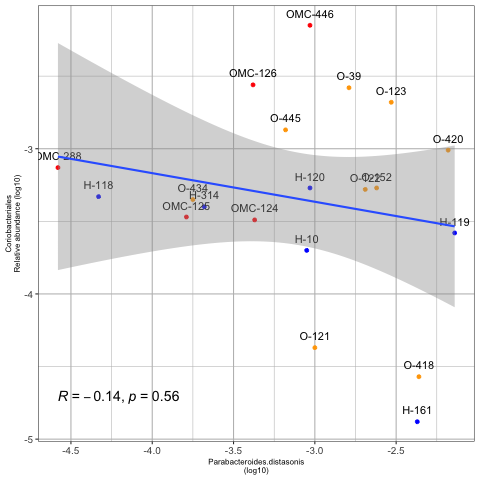 OMC-446
OMC-126
O-39
O-123
O-445
O-420
OMC-288
H-118
O-434
H-314
OMC-125
OMC-124
H-120
O-252
H-119
H-10
O-121
O-418
H-161
R = −0.14, p = 0.56
-3
-4
-5
-4.5 -4.0 -3.5 -3.0 -2.5
Coriobacteriales
Relative abundance (log10)
Parabacteroides.distasonis
(log10)